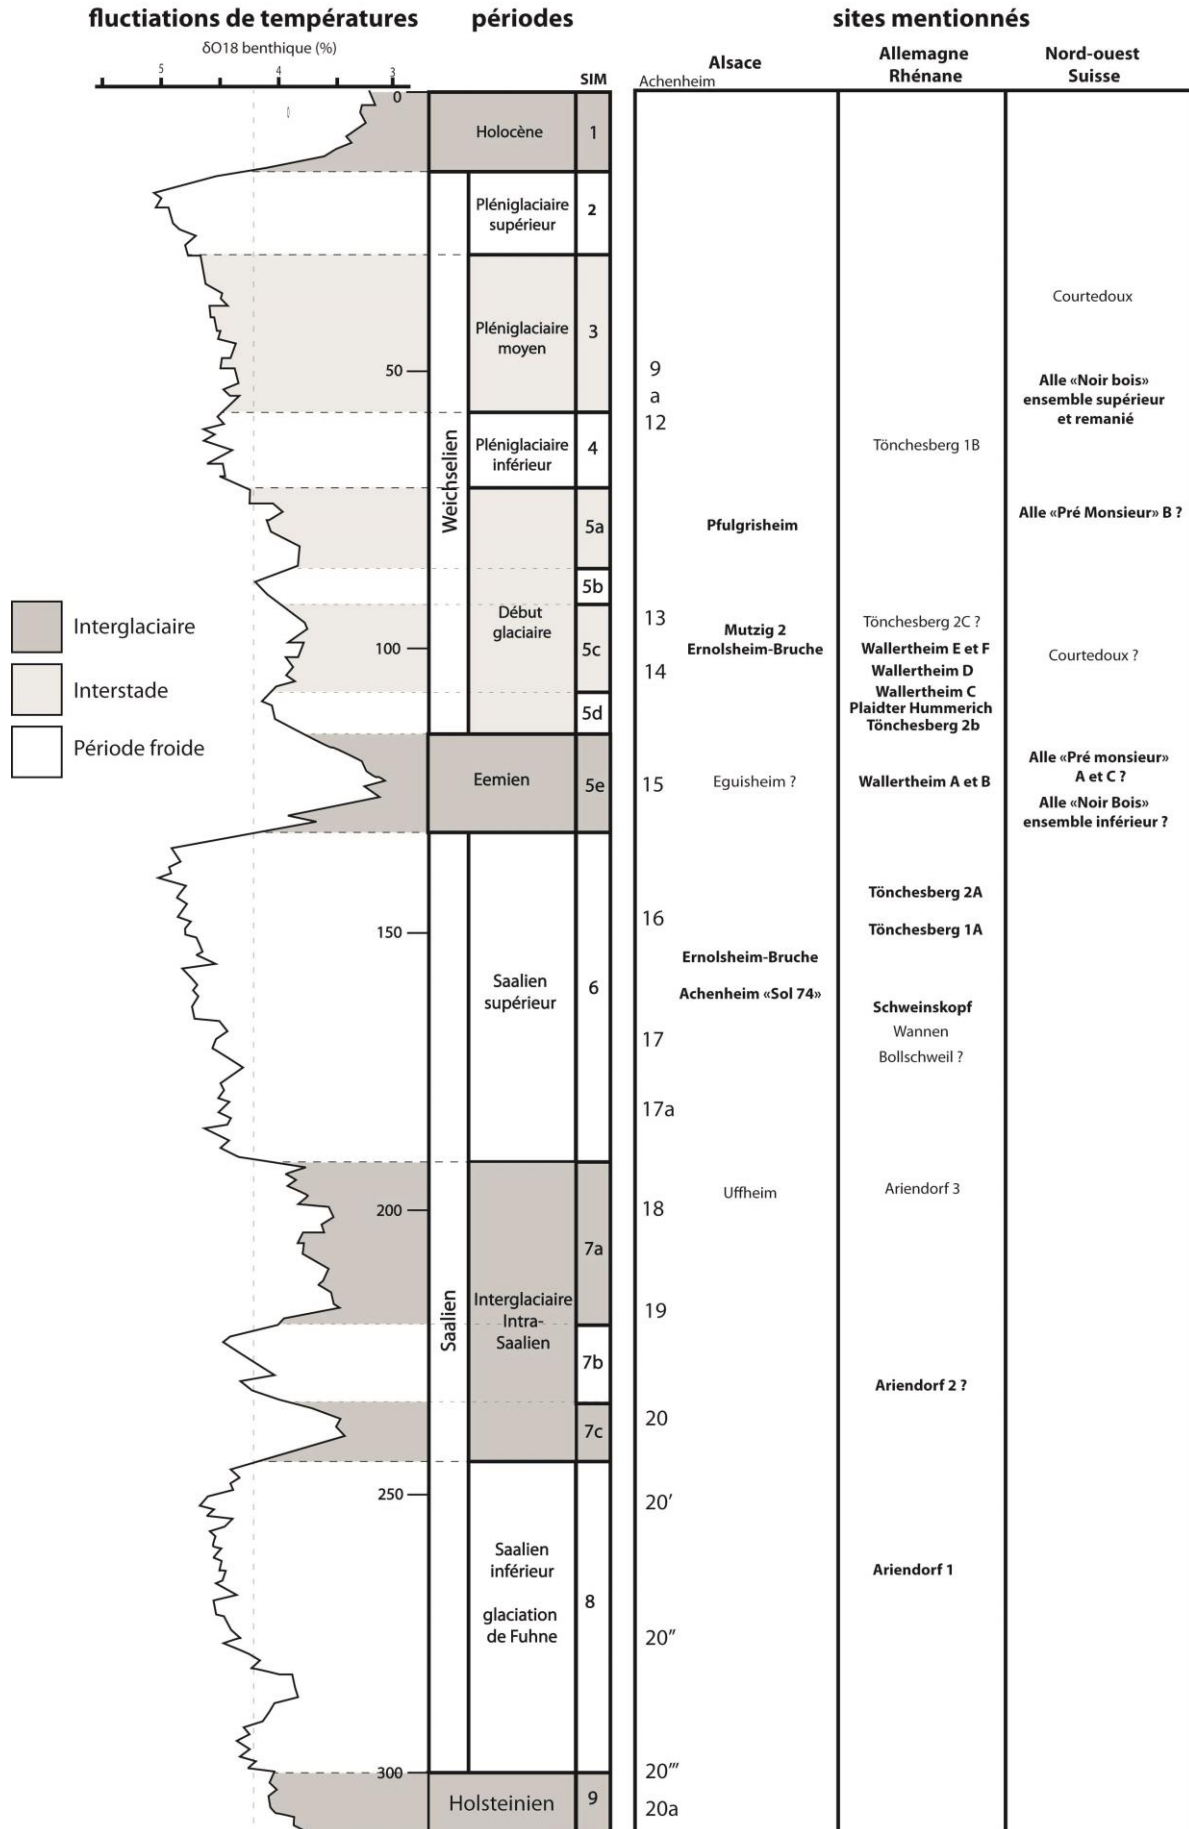 fluctiations de températures
périodes
sites mentionnés
δO18 benthique (%)
5
4
3
SIM
Alsace
Achenheim
Allemagne
Rhénane
Nord-ouest
Suisse
0
Holocène
1
Pléniglaciaire
supérieur
2
Pléniglaciaire
moyen
3
Courtedoux
50
9
a
12
Alle «Noir bois»
ensemble supérieur
et remanié
Pléniglaciaire
inférieur
4
Tönchesberg 1B
Weichselien
5a
Pfulgrisheim
Alle «Pré Monsieur» B ?
5b
Début
glaciaire
5c
5d
100
13
14
Mutzig 2
Ernolsheim-Bruche
Tönchesberg 2C ?
Wallertheim E et F
Wallertheim D
Wallertheim C
Plaidter Hummerich
Tönchesberg 2b
Courtedoux ?
Interglaciaire
Interstade
Période froide
Eemien
5e
15
Eguisheim ?
Wallertheim A et B
Alle «Pré monsieur»
A et C ?
Alle «Noir Bois»
ensemble inférieur ?
150
Saalien
supérieur
6
16
17
17a
Ernolsheim-Bruche
Achenheim «Sol 74»
Tönchesberg 2A
Tönchesberg 1A
Schweinskopf
Wannen
Bollschweil ?
200
Saalien
Interglaciaire
Intra-
Saalien
7a
7b
7c
18
19
20
Uffheim
Ariendorf 3
Ariendorf 2 ?
250
Saalien
inférieur
glaciation
de Fuhne
8
20’
20”
20”’
Ariendorf 1
300
Holsteinien
9
20a